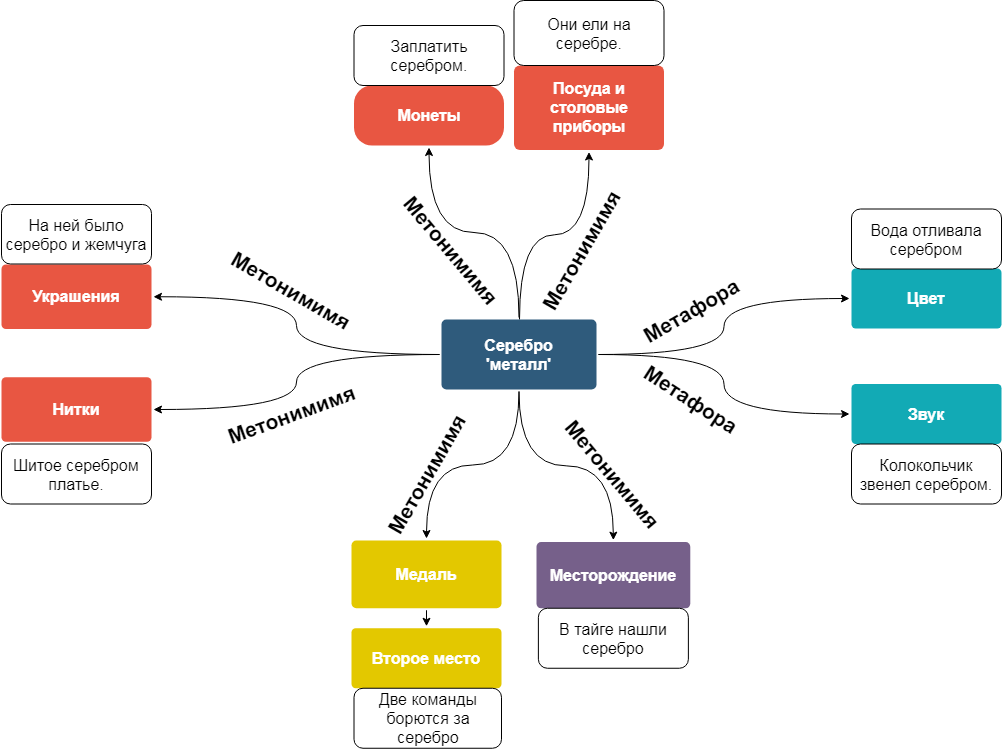 Заплатить
серебром.
Монеты
Они ели на
серебре.
Посуда и
столовые
приборы
Метонимимя
Метонимимя
На ней было
серебро и жемчуга
Украшения
Метонимимя
Вода отливала
серебром
Цвет
Метафора
Серебро
'металл'
Нитки
Шитое серебром
платье.
Метонимимя
Метафора
Звук
Колокольчик
звенел серебром.
Метонимимя
Метонимимя
Медаль
Второе место
Две команды
борются за
серебро
Месторождение
В тайге нашли
серебро